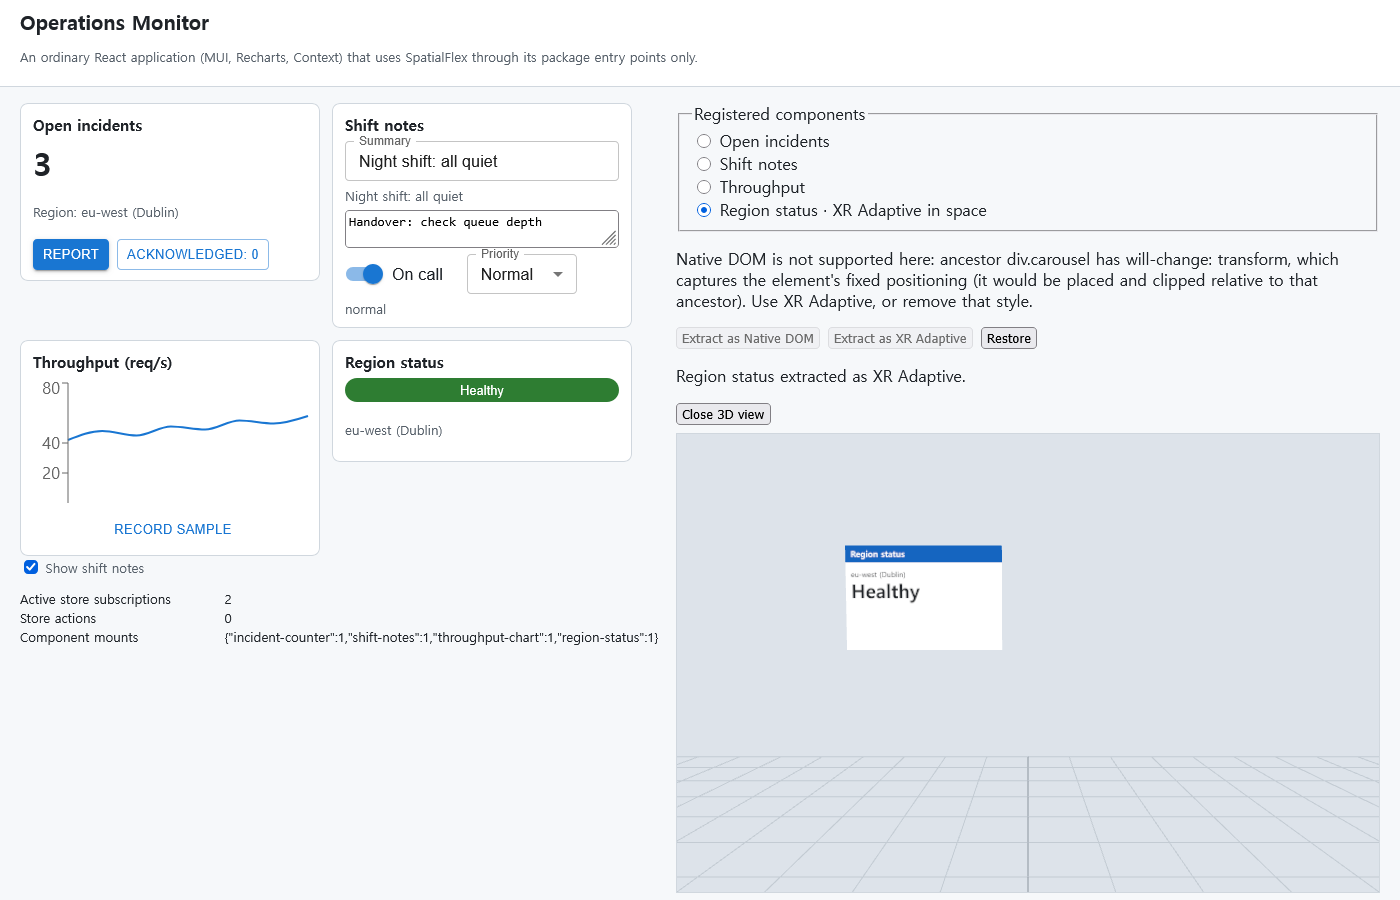 Operations Monitor
An ordinary React application (MUI, Recharts, Context) that uses SpatialFlex through its package entry points only.
Open incidents
3
Region: eu-west (Dublin)
REPORT
ACKNOWLEDGED: 0
Shift notes
Summary
Night shift: all quiet
Night shift: all quiet
Handover: check queue depth
On call
Priority
Normal
normal
Throughput (req/s)
80
40
20
RECORD SAMPLE
Region status
Healthy
eu-west (Dublin)
Show shift notes
Active store subscriptions 2
Store actions 0
Component mounts {"incident-counter":1,"shift-notes":1,"throughput-chart":1,"region-status":1}
Registered components
Open incidents
Shift notes
Throughput
Region status · XR Adaptive in space
Native DOM is not supported here: ancestor div.carousel has will-change: transform, which
captures the element's fixed positioning (it would be placed and clipped relative to that
ancestor). Use XR Adaptive, or remove that style.
Extract as Native DOM
Extract as XR Adaptive
Restore
Region status extracted as XR Adaptive.
Close 3D view
Region status
eu-west (Dublin)
Healthy